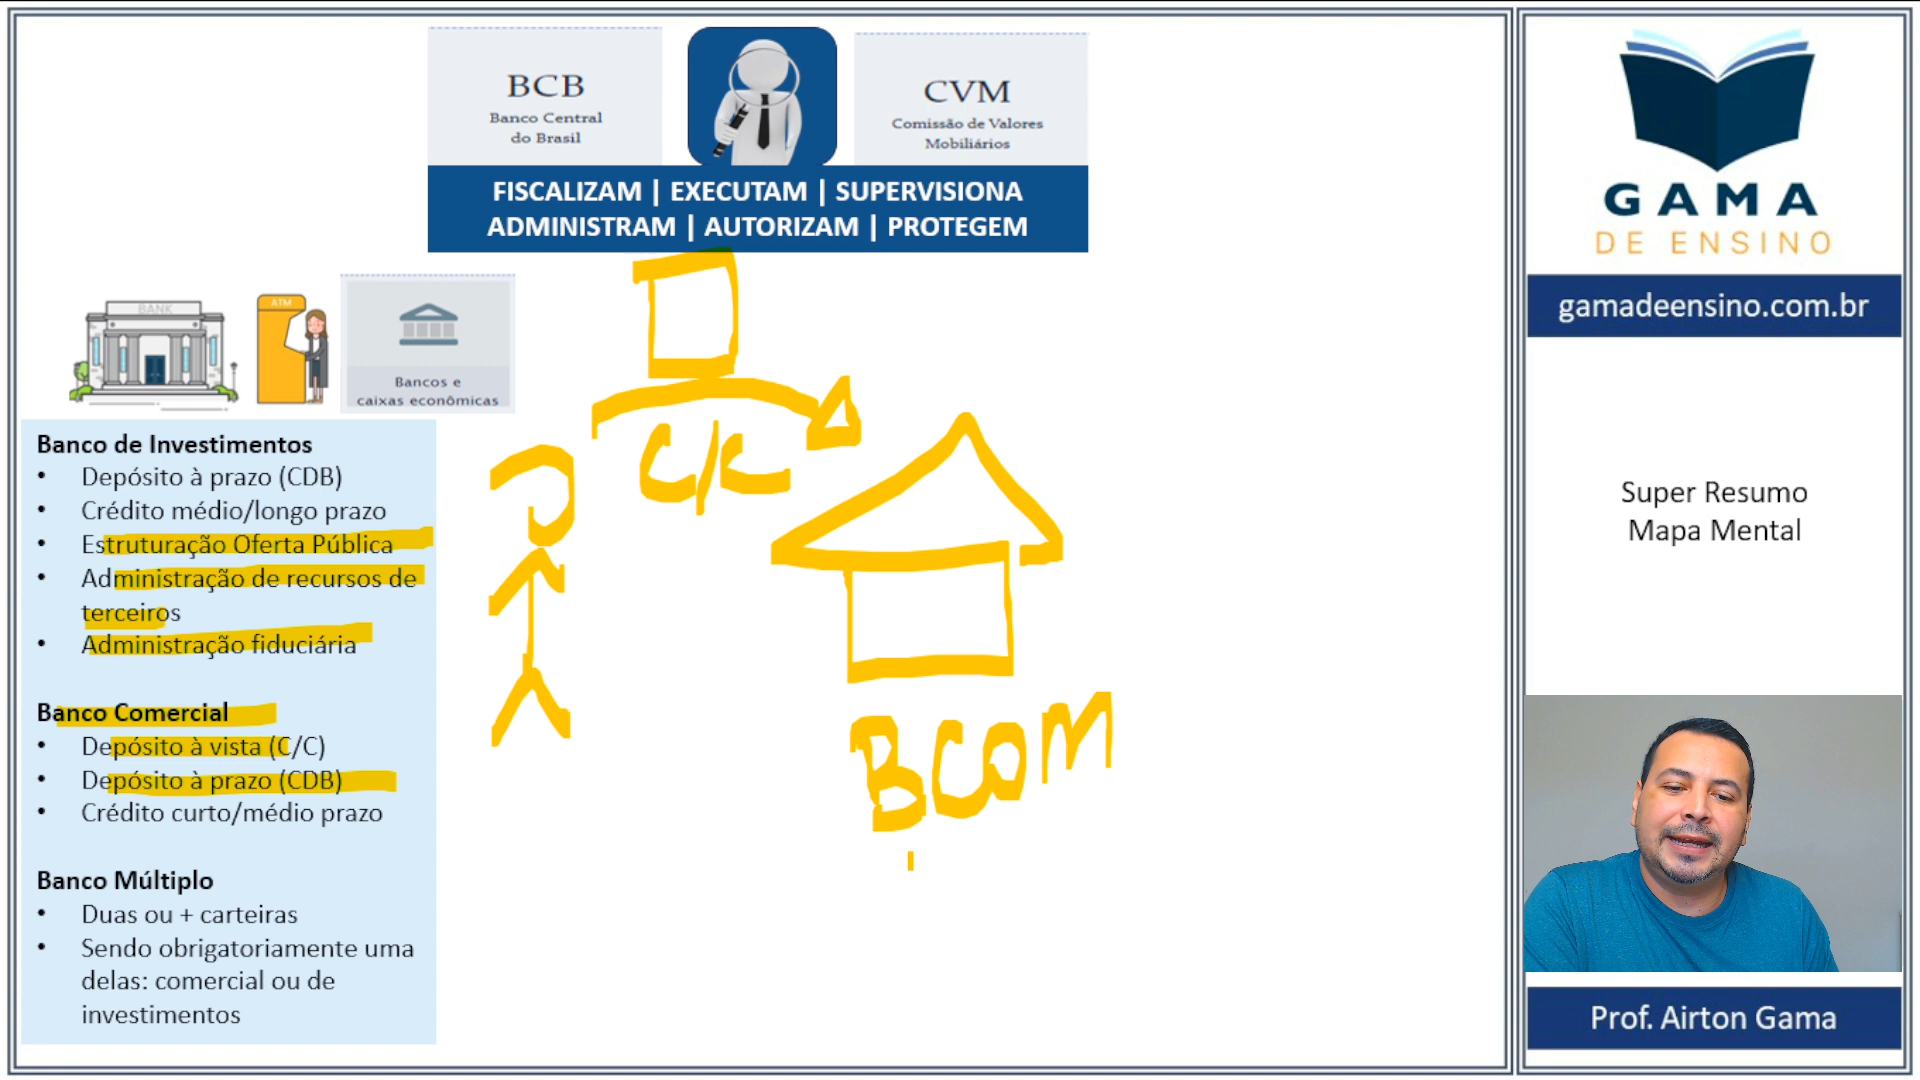 BCB
Banco Central
do Brasil
CVM
Comissão de Valores
Mobiliários
FISCALIZAM | EXECUTAM | SUPERVISIONA
ADMINISTRAM | AUTORIZAM | PROTEGEM
BANK
ATM
Bancos e
caixas econômicas
Banco de Investimentos
• Depósito à prazo (CDB)
• Crédito médio/longo prazo
• Estruturação Oferta Pública
• Administração de recursos de
terceiros
• Administração fiduciária
Banco Comercial
• Depósito à vista (C/C)
• Depósito à prazo (CDB)
• Crédito curto/médio prazo
Banco Múltiplo
• Duas ou + carteiras
• Sendo obrigatoriamente uma
delas: comercial ou de
investimentos
C/C
BCOM
GAMA
DE ENSINO
gamadeensino.com.br
Super Resumo
Mapa Mental
Prof. Airton Gama